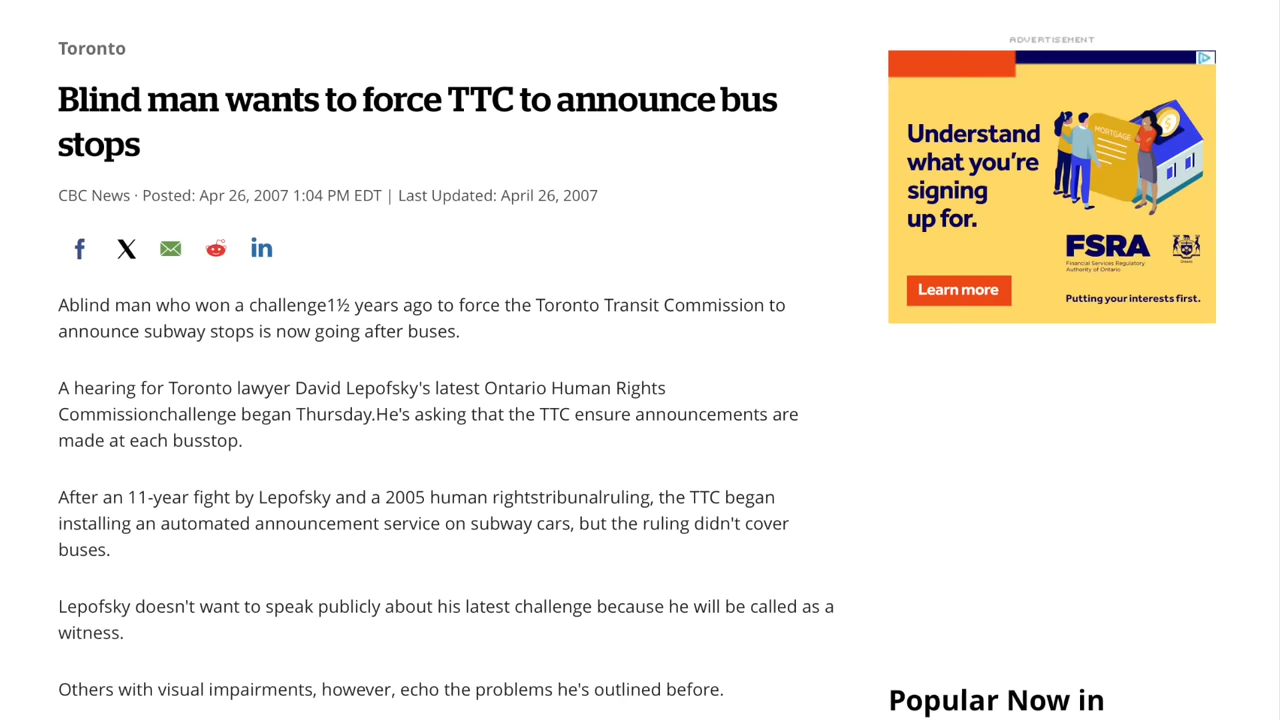 Toronto
Blind man wants to force TTC to announce bus
stops
CBC News · Posted: Apr 26, 2007 1:04 PM EDT | Last Updated: April 26, 2007
Ablind man who won a challenge1½ years ago to force the Toronto Transit Commission to
announce subway stops is now going after buses.
A hearing for Toronto lawyer David Lepofsky's latest Ontario Human Rights
Commissionchallenge began Thursday.He's asking that the TTC ensure announcements are
made at each busstop.
After an 11-year fight by Lepofsky and a 2005 human rightstribunalruling, the TTC began
installing an automated announcement service on subway cars, but the ruling didn't cover
buses.
Lepofsky doesn't want to speak publicly about his latest challenge because he will be called as a
witness.
Others with visual impairments, however, echo the problems he's outlined before.
ADVERTISEMENT
Understand
what you're
signing
up for.
MORTGAGE
FSRA
Financial Services Regulatory
Authority of Ontario
Ontario
Learn more
Putting your interests first.
Popular Now in